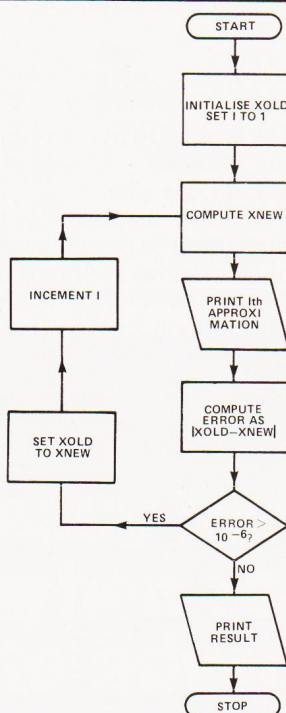 START
INITIALISE XOLD
SET I TO 1
COMPUTE XNEW
PRINT Ith
APPROXI
MATION
COMPUTE
ERROR AS
|XOLD–XNEW|
ERROR >
10 –6?
YES
SET XOLD
TO XNEW
INCEMENT I
NO
PRINT
RESULT
STOP